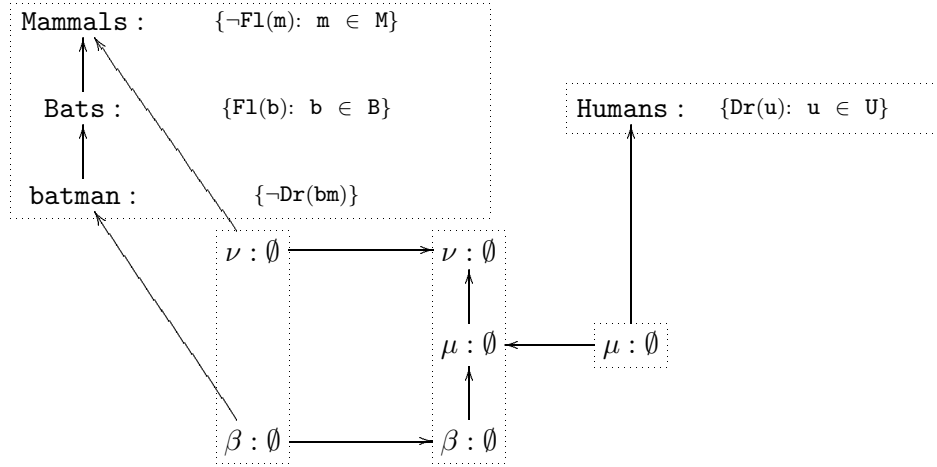 Mammals : {¬Fl(m): m ∈ M}
Bats : {Fl(b): b ∈ B} Humans : {Dr(u): u ∈ U}
batman : {¬Dr(bm)}
ν : ∅ ν : ∅
μ : ∅ μ : ∅
β : ∅ β : ∅